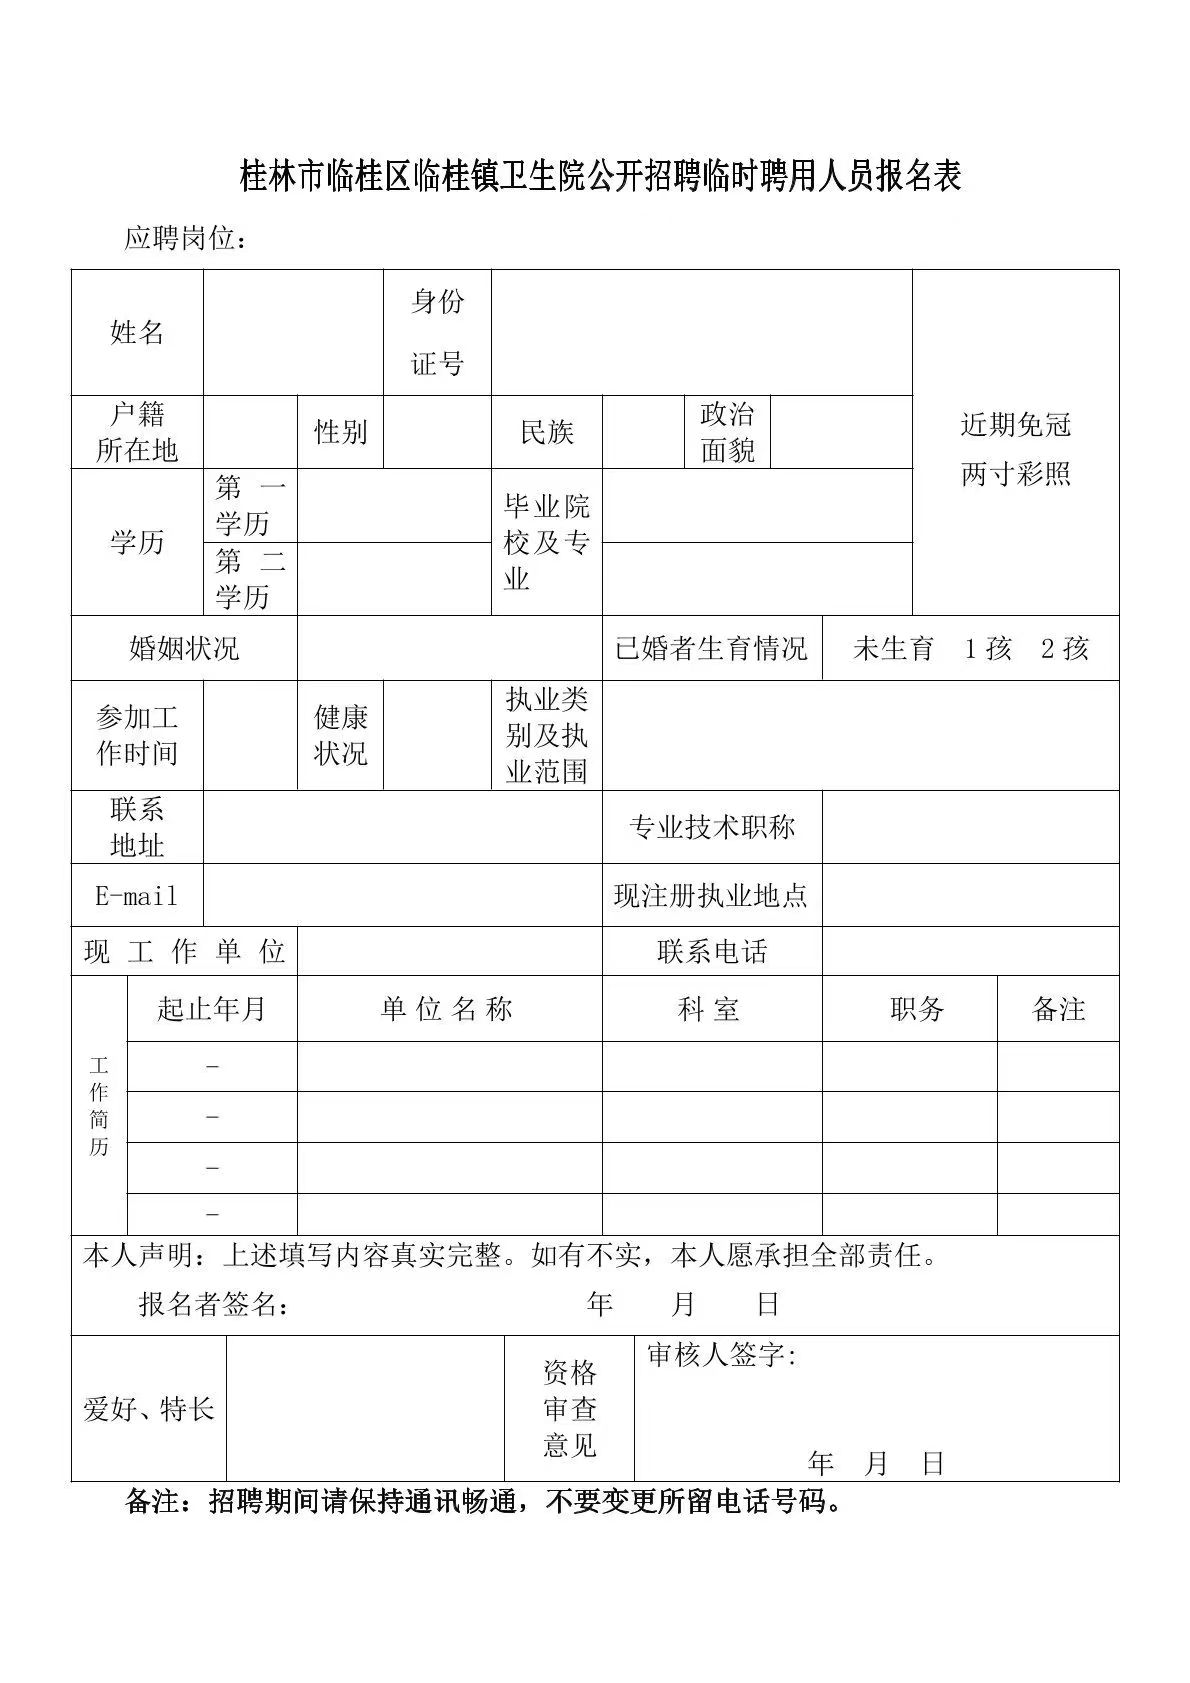 桂林市临桂区临桂镇卫生院公开招聘临时聘用人员报名表
应聘岗位：
姓名
身份
证号
近期免冠
两寸彩照
户籍
所在地
性别
民族
政治
面貌
学历
第一
学历
毕业院
校及专
业
第二
学历
婚姻状况
已婚者生育情况
未生育 1孩 2孩
参加工
作时间
健康
状况
执业类
别及执
业范围
联系
地址
专业技术职称
E-mail
现注册执业地点
现工作单位
联系电话
工
作
简
历
起止年月
单位名称
科室
职务
备注
-
-
-
-
本人声明：上述填写内容真实完整。如有不实，本人愿承担全部责任。
报名者签名： 年 月 日
爱好、特长
资格
审查
意见
审核人签字:
年 月 日
备注：招聘期间请保持通讯畅通，不要变更所留电话号码。